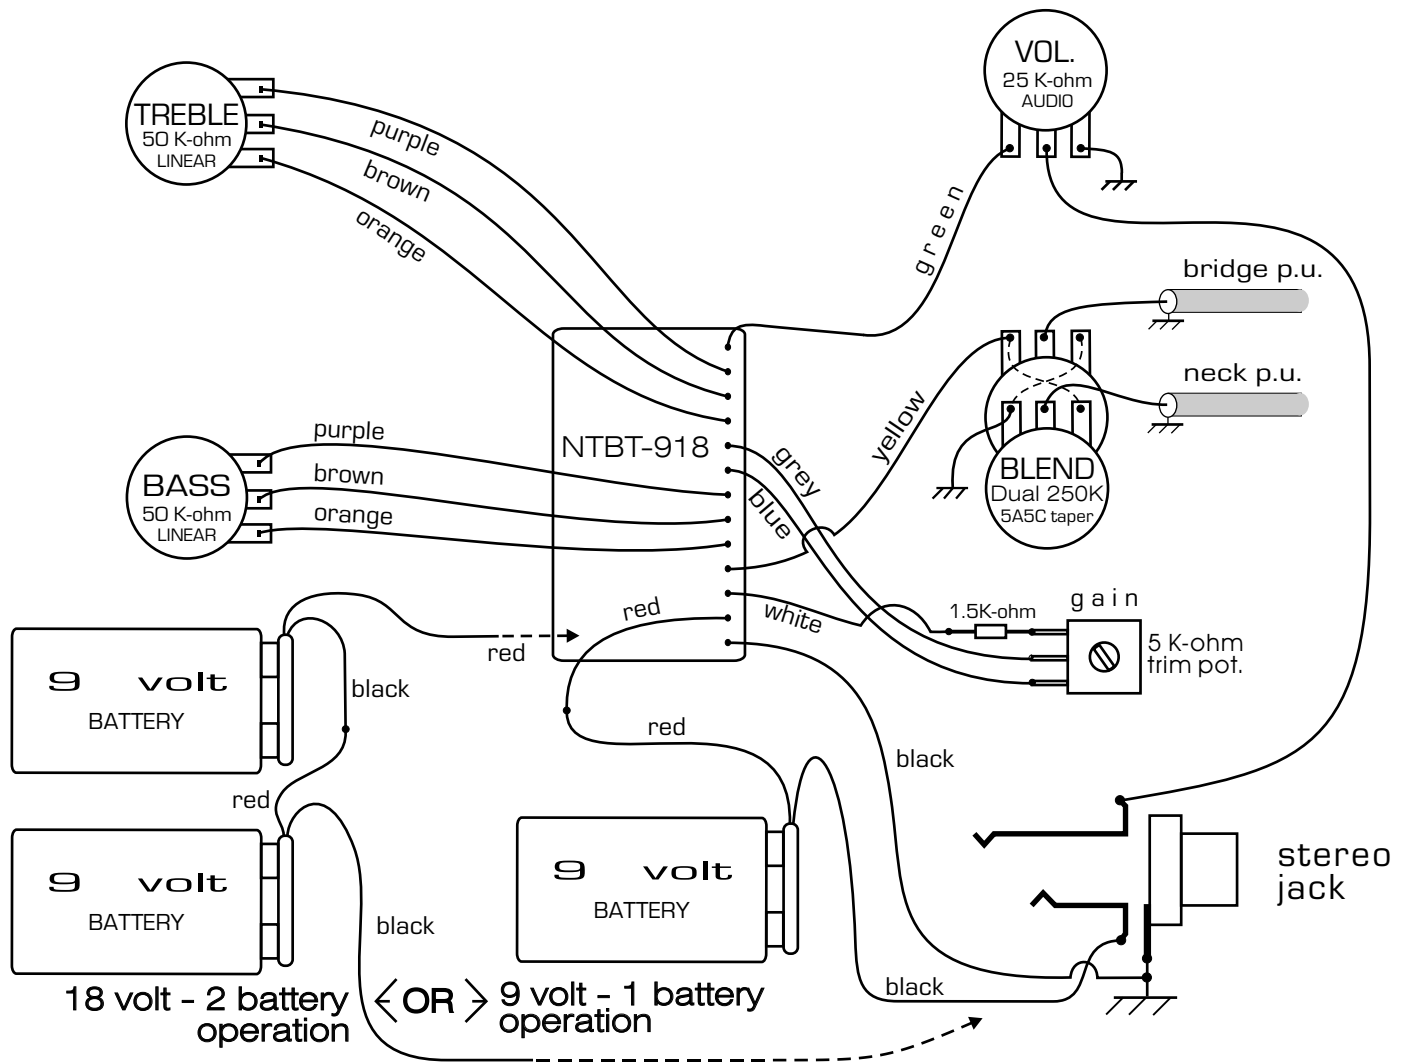 VOL.
25 K-ohm
AUDIO
TREBLE
50 K-ohm
LINEAR
purple
brown
orange
green
bridge p.u.
neck p.u.
yellow
BLEND
Dual 250K
5A5C taper
NTBT-918
grey
blue
BASS
50 K-ohm
LINEAR
purple
brown
orange
red
white
red
1.5K-ohm
gain
5 K-ohm
trim pot.
9 volt
BATTERY
black
red
red
black
9 volt
BATTERY
black
9 volt
BATTERY
black
stereo
jack
18 volt - 2 battery
operation
OR
9 volt - 1 battery
operation